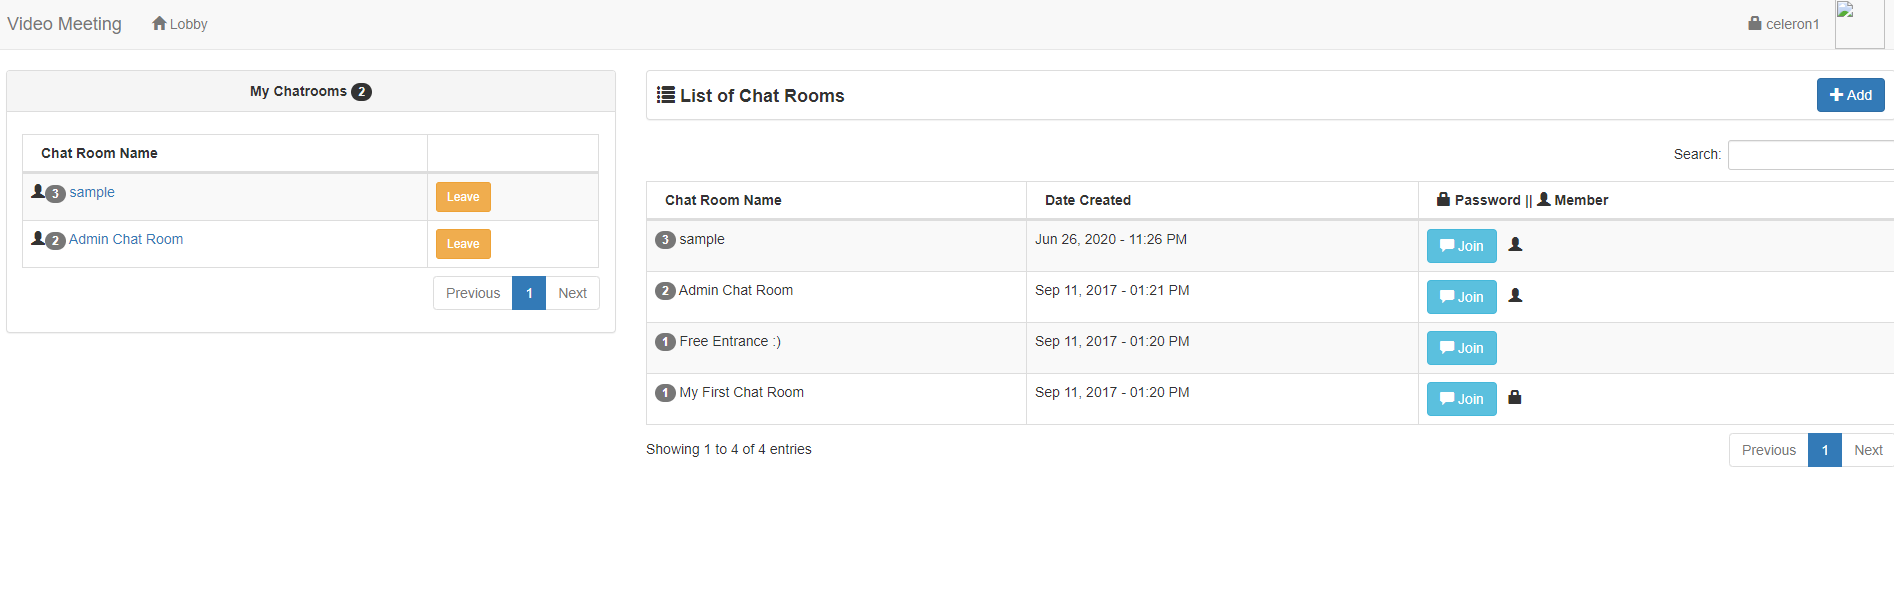 Video Meeting Lobby celeron1
My Chatrooms 2
Chat Room Name
3 sample Leave
2 Admin Chat Room Leave
Previous 1 Next
List of Chat Rooms Add
Search:
Chat Room Name Date Created Password || Member
3 sample Jun 26, 2020 - 11:26 PM Join
2 Admin Chat Room Sep 11, 2017 - 01:21 PM Join
1 Free Entrance :) Sep 11, 2017 - 01:20 PM Join
1 My First Chat Room Sep 11, 2017 - 01:20 PM Join
Showing 1 to 4 of 4 entries Previous 1 Next